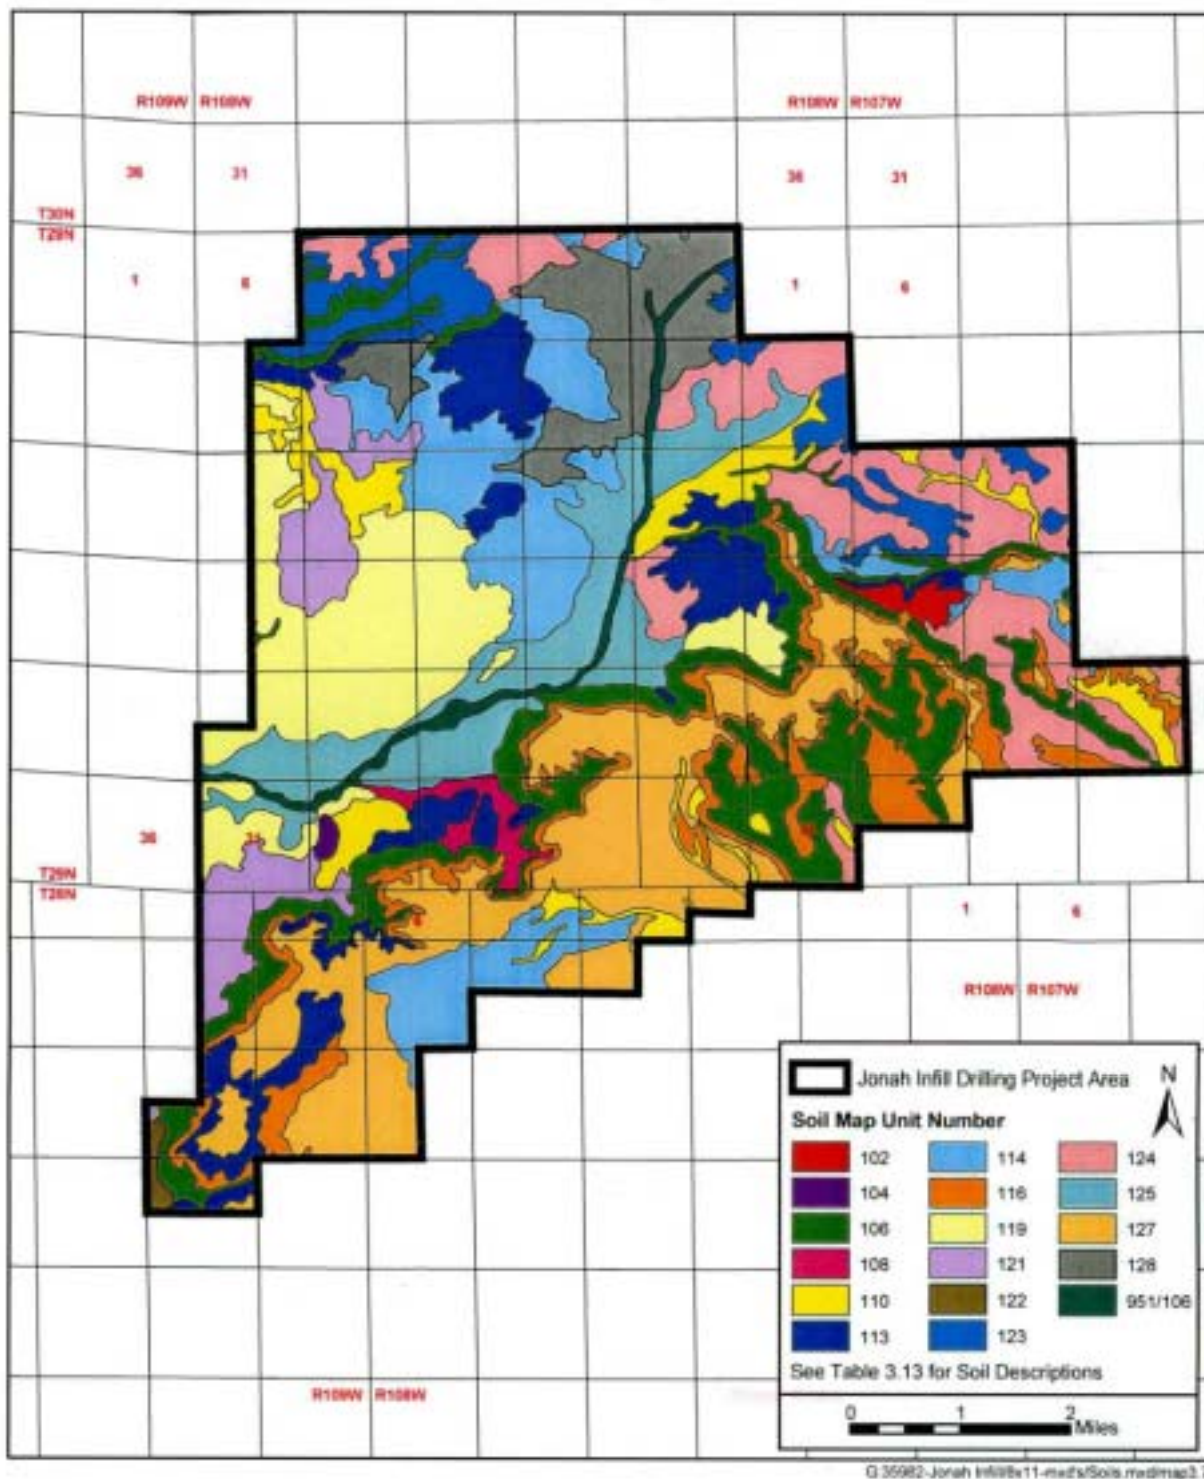 R109W R108W
R108W R107W
36 31
36 31
T30N
T29N
1 6
1 6
36 31
T29N
T28N
6
1 6
R108W R107W
Jonah Infill Drilling Project Area
N
Soil Map Unit Number
102 114 124
104 116 125
106 119 127
108 121 128
110 122 951/106
113 123
See Table 3.13 for Soil Descriptions
0 1 2
Miles
R109W R108W